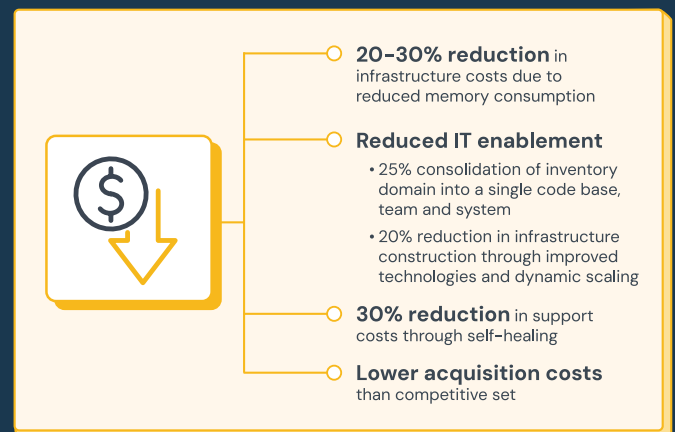 20-30% reduction in
infrastructure costs due to
reduced memory consumption
Reduced IT enablement
• 25% consolidation of inventory
domain into a single code base,
team and system
• 20% reduction in infrastructure
construction through improved
technologies and dynamic scaling
30% reduction in support
costs through self-healing
Lower acquisition costs
than competitive set
$